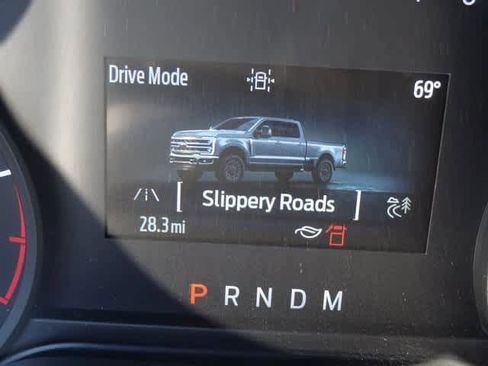 Drive Mode
69°
Slippery Roads
28.3 mi
P R N D M